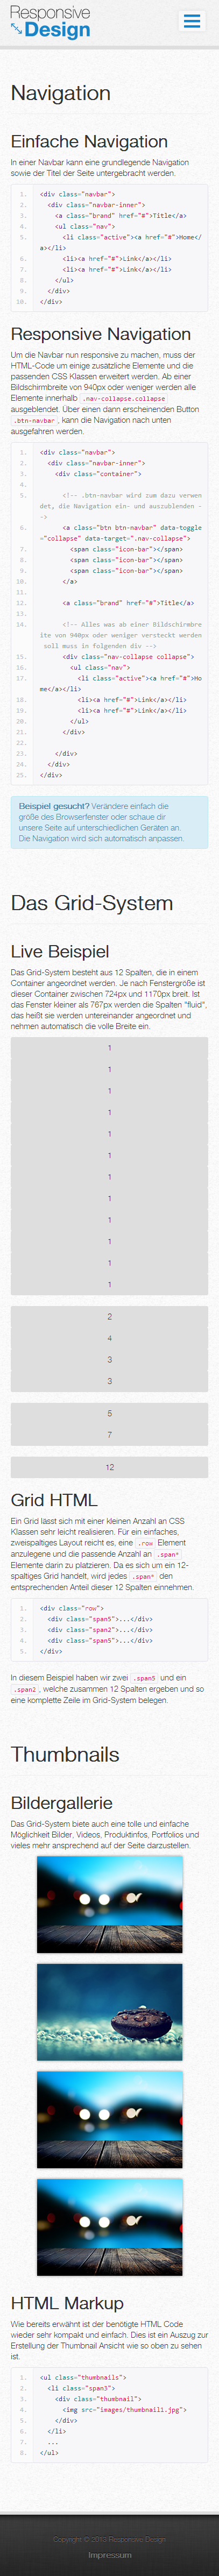 Responsive
Design
Navigation
Einfache Navigation
In einer Navbar kann eine grundlegende Navigation
sowie der Titel der Seite untergebracht werden.
1. <div class="navbar">
2. <div class="navbar-inner">
3. <a class="brand" href="#">Title</a>
4. <ul class="nav">
5. <li class="active"><a href="#">Home</
a></li>
6. <li><a href="#">Link</a></li>
7. <li><a href="#">Link</a></li>
8. </ul>
9. </div>
10. </div>
Responsive Navigation
Um die Navbar nun responsive zu machen, muss der
HTML-Code um einige zusätzliche Elemente und die
passenden CSS Klassen erweitert werden. Ab einer
Bildschirmbreite von 940px oder weniger werden alle
Elemente innerhalb .nav-collapse.collapse
ausgeblendet. Über einen dann erscheinenden Button
.btn-navbar, kann die Navigation nach unten
ausgefahren werden.
1. <div class="navbar">
2. <div class="navbar-inner">
3. <div class="container">
4.
5. <!-- .btn-navbar wird zum dazu verwen
det, die Navigation ein- und auszublenden --
>
6. <a class="btn btn-navbar" data-toggle
="collapse" data-target=".nav-collapse">
7. <span class="icon-bar"></span>
8. <span class="icon-bar"></span>
9. <span class="icon-bar"></span>
10. </a>
11.
12. <a class="brand" href="#">Title</a>
13.
14. <!-- Alles was ab einer Bildschirmbre
ite von 940px oder weniger versteckt werden
soll muss in folgenden div -->
15. <div class="nav-collapse collapse">
16. <ul class="nav">
17. <li class="active"><a href="#">Ho
me</a></li>
18. <li><a href="#">Link</a></li>
19. <li><a href="#">Link</a></li>
20. </ul>
21. </div>
22.
23. </div>
24. </div>
25. </div>
Beispiel gesucht? Verändere einfach die
größe des Browserfenster oder schaue dir
unsere Seite auf unterschiedlichen Geräten an.
Die Navigation wird sich automatisch anpassen.
Das Grid-System
Live Beispiel
Das Grid-System besteht aus 12 Spalten, die in einem
Container angeordnet werden. Je nach Fenstergröße ist
dieser Container zwischen 724px und 1170px breit. Ist
das Fenster kleiner als 767px werden die Spalten "fluid",
das heißt sie werden untereinander angeordnet und
nehmen automatisch die volle Breite ein.
1
1
1
1
1
1
1
1
1
1
1
1
2
4
3
3
5
7
12
Grid HTML
Ein Grid lässt sich mit einer kleinen Anzahl an CSS
Klassen sehr leicht realisieren. Für ein einfaches,
zweispaltiges Layout reicht es, eine .row Element
anzulegene und die passende Anzahl an .span*
Elemente darin zu platzieren. Da es sich um ein 12-
spaltiges Grid handelt, wird jedes .span* den
entsprechenden Anteil dieser 12 Spalten einnehmen.
1. <div class="row">
2. <div class="span5">...</div>
3. <div class="span2">...</div>
4. <div class="span5">...</div>
5. </div>
In diesem Beispiel haben wir zwei .span5 und ein
.span2, welche zusammen 12 Spalten ergeben und so
eine komplette Zeile im Grid-System belegen.
Thumbnails
Bildergallerie
Das Grid-System biete auch eine tolle und einfache
Möglichkeit Bilder, Videos, Produktinfos, Portfolios und
vieles mehr ansprechend auf der Seite darzustellen.
HTML Markup
Wie bereits erwähnt ist der benötigte HTML Code
wieder sehr kompakt und einfach. Dies ist ein Auszug zur
Erstellung der Thumbnail Ansicht wie so oben zu sehen
ist.
1. <ul class="thumbnails">
2. <li class="span3">
3. <div class="thumbnail">
4. <img src="images/thumbnail1.jpg">
5. </div>
6. </li>
7. ...
8. </ul>
Copyright © 2013 Responsive Design
Impressum